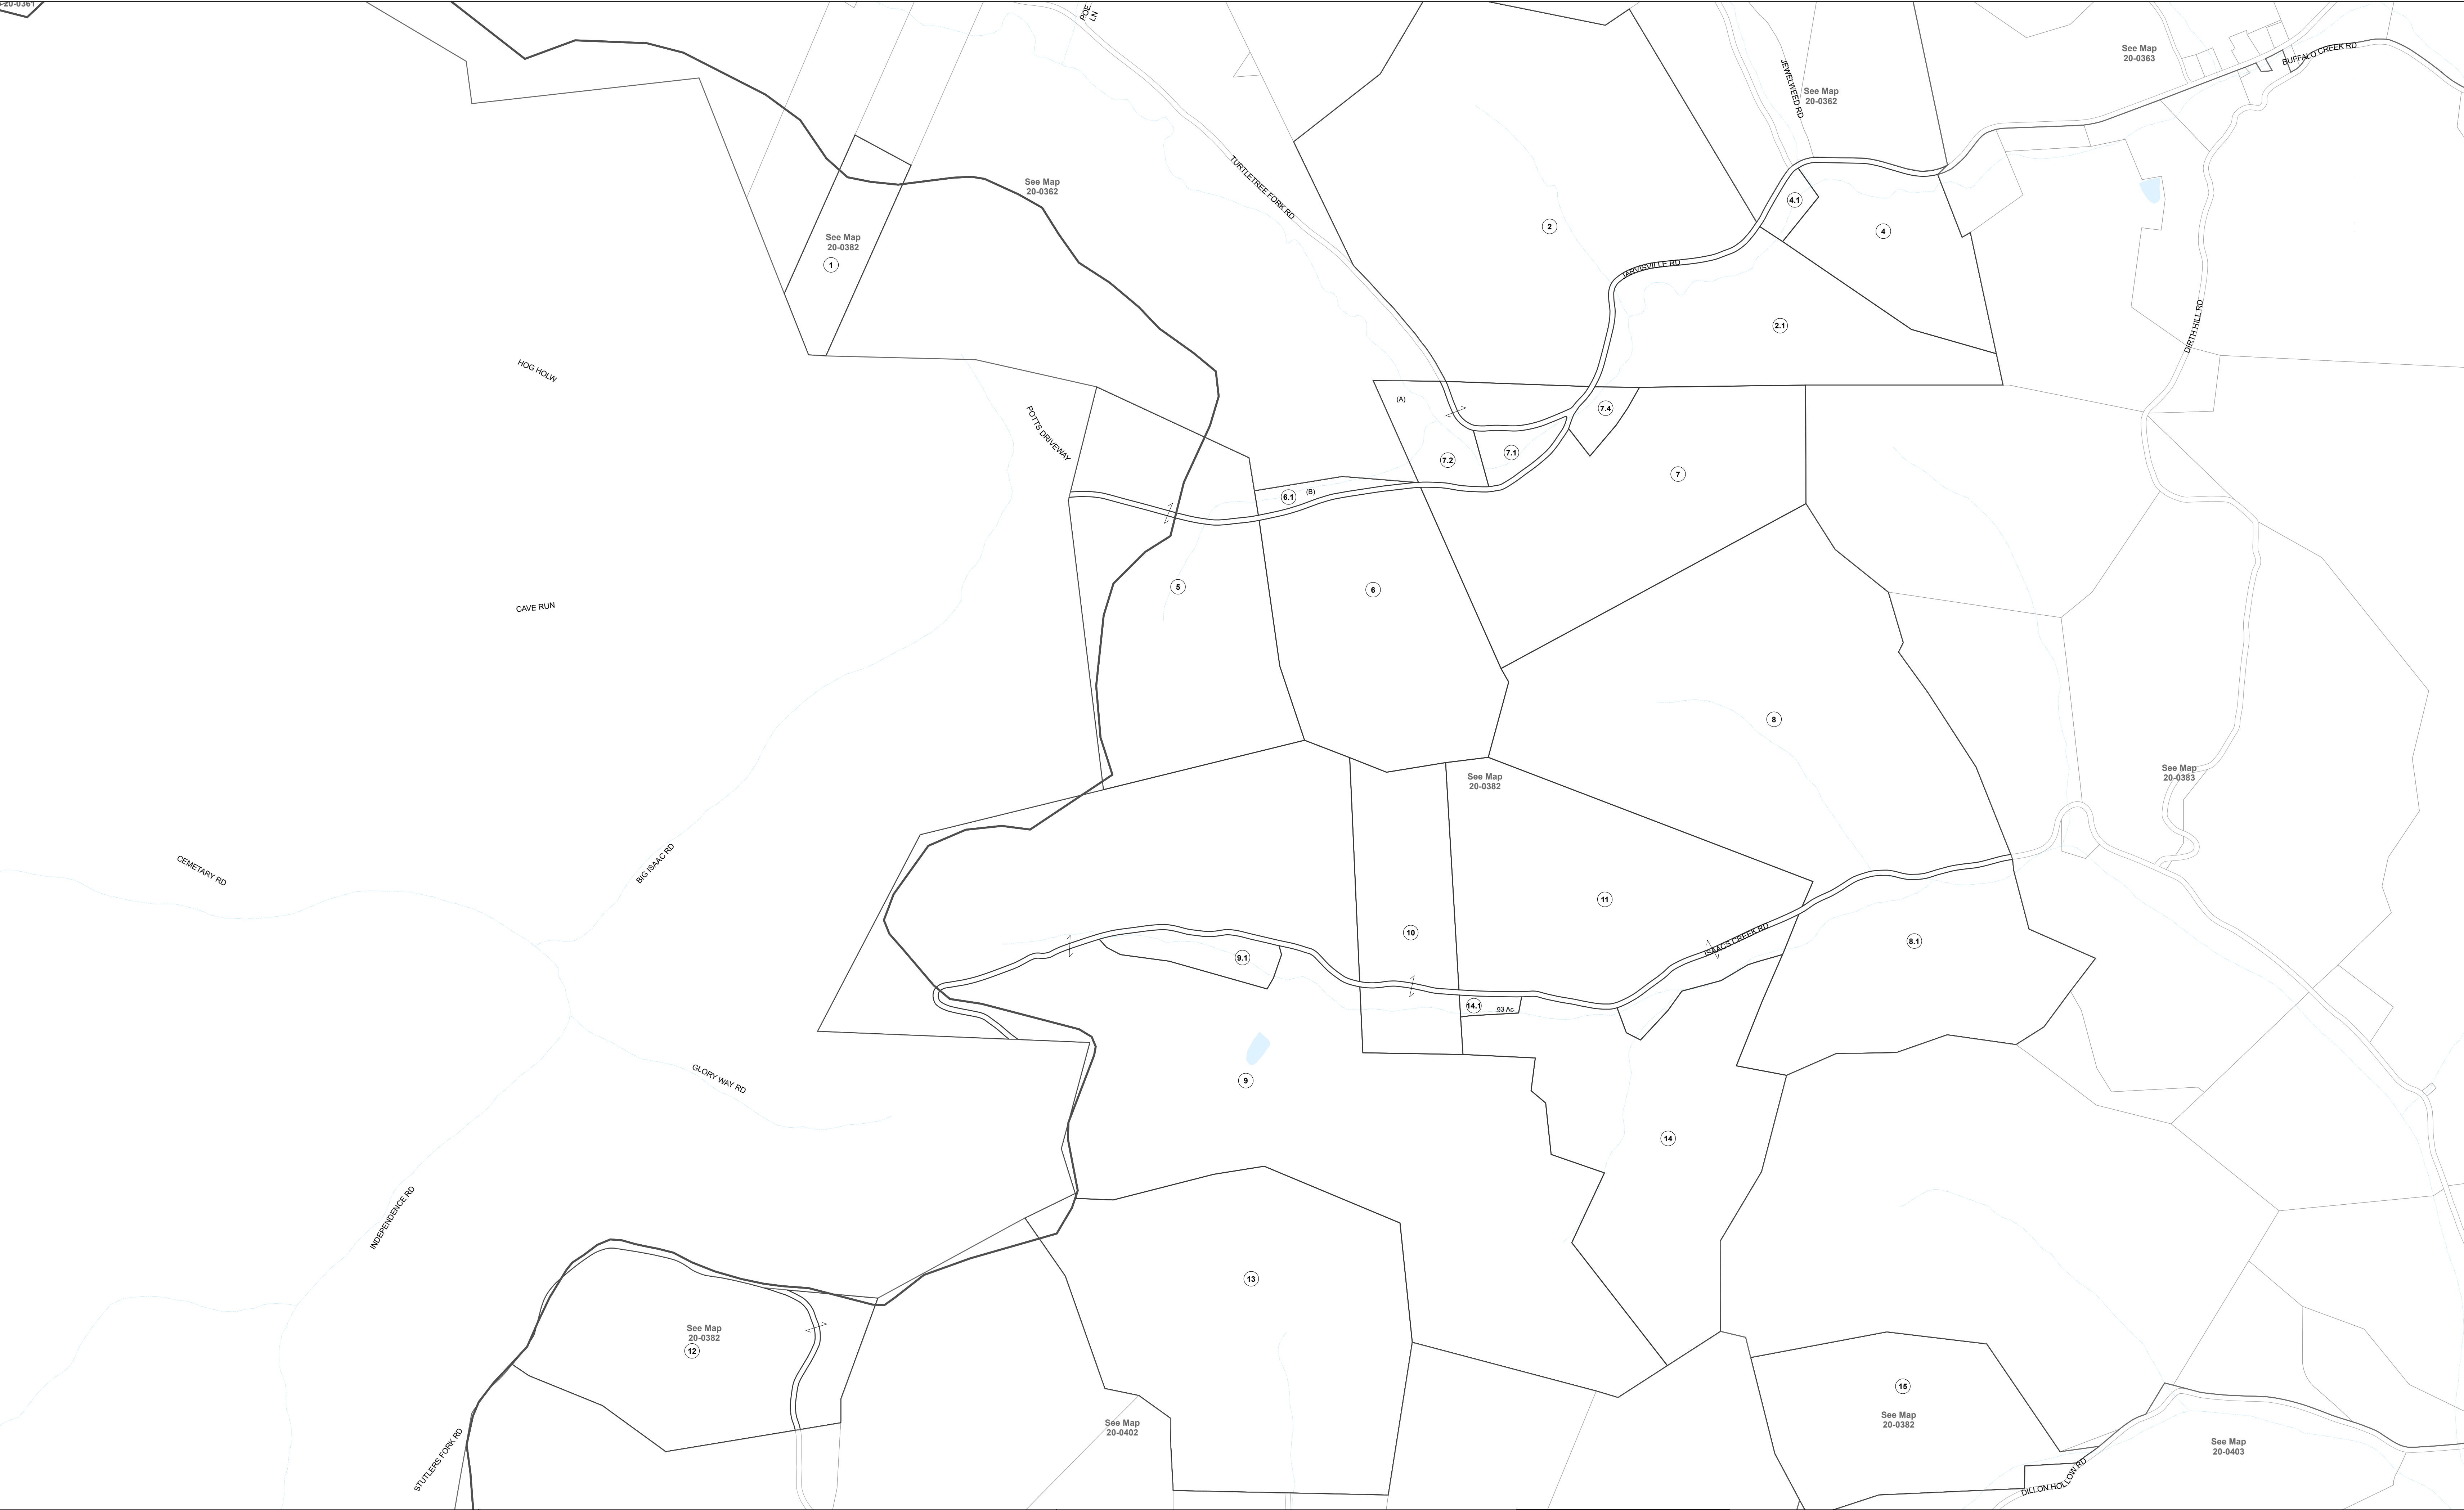 20-0361
POE
LN
See Map
20-0363
BUFFALO CREEK RD
JEWELWEED RD
See Map
20-0362
See Map
20-0362
TURTLETREE FORK RD
4.1
2
4
See Map
20-0382
1
JARVISVILLE RD
2.1
DIRTH HILL RD
HOG HOLW
POTTS DRIVEWAY
(A)
7.4
7.1
7.2
7
6.1
(B)
5
6
CAVE RUN
8
See Map
20-0382
See Map
20-0383
CEMETARY RD
BIG ISAAC RD
11
10
ISAACS CREEK RD
8.1
9.1
14.1
.93 Ac.
GLORY WAY RD
9
14
INDEPENDENCE RD
13
See Map
20-0382
12
15
See Map
20-0382
See Map
20-0402
See Map
20-0403
STUTLERS FORK RD
DILLON HOLLOW RD